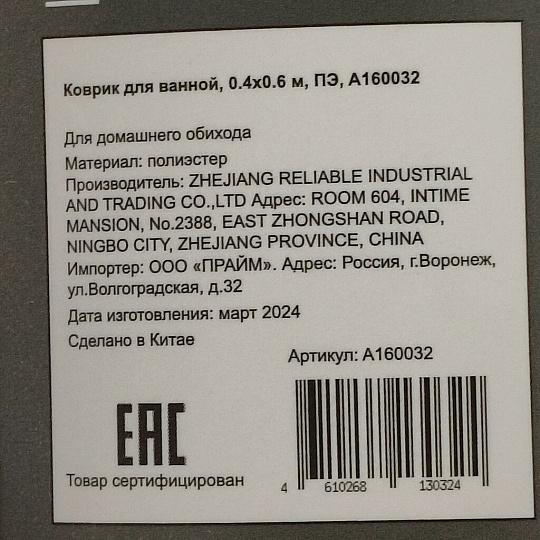 Коврик для ванной, 0.4х0.6 м, ПЭ, А160032
Для домашнего обихода
Материал: полиэстер
Производитель: ZHEJIANG RELIABLE INDUSTRIAL
AND TRADING CO.,LTD Адрес: ROOM 604, INTIME
MANSION, No.2388, EAST ZHONGSHAN ROAD,
NINGBO CITY, ZHEJIANG PROVINCE, CHINA
Импортер: ООО «ПРАЙМ». Адрес: Россия, г.Воронеж,
ул.Волгоградская, д.32
Дата изготовления: март 2024
Сделано в Китае
Артикул: А160032
EAC
Товар сертифицирован
4 610268 130324